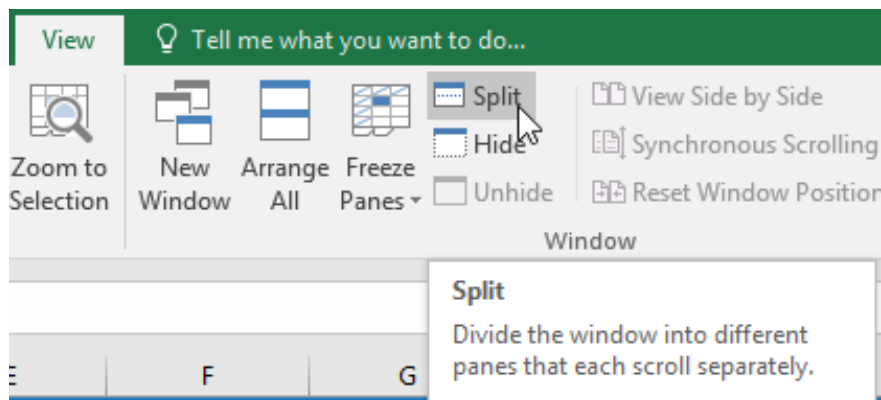 View
Tell me what you want to do...
Zoom to
Selection
New
Window
Arrange
All
Freeze
Panes
Split
Hide
Unhide
View Side by Side
Synchronous Scrolling
Reset Window Position
Window
Split
Divide the window into different
panes that each scroll separately.
E F G